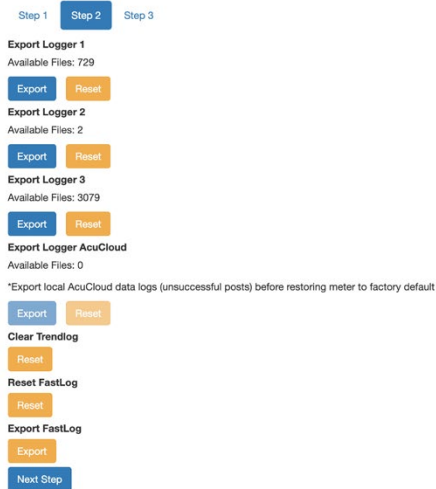 Step 1 Step 2 Step 3
Export Logger 1
Available Files: 729
Export Reset
Export Logger 2
Available Files: 2
Export Reset
Export Logger 3
Available Files: 3079
Export Reset
Export Logger AcuCloud
Available Files: 0
*Export local AcuCloud data logs (unsuccessful posts) before restoring meter to factory default
Export Reset
Clear Trendlog
Reset
Reset FastLog
Reset
Export FastLog
Export
Next Step